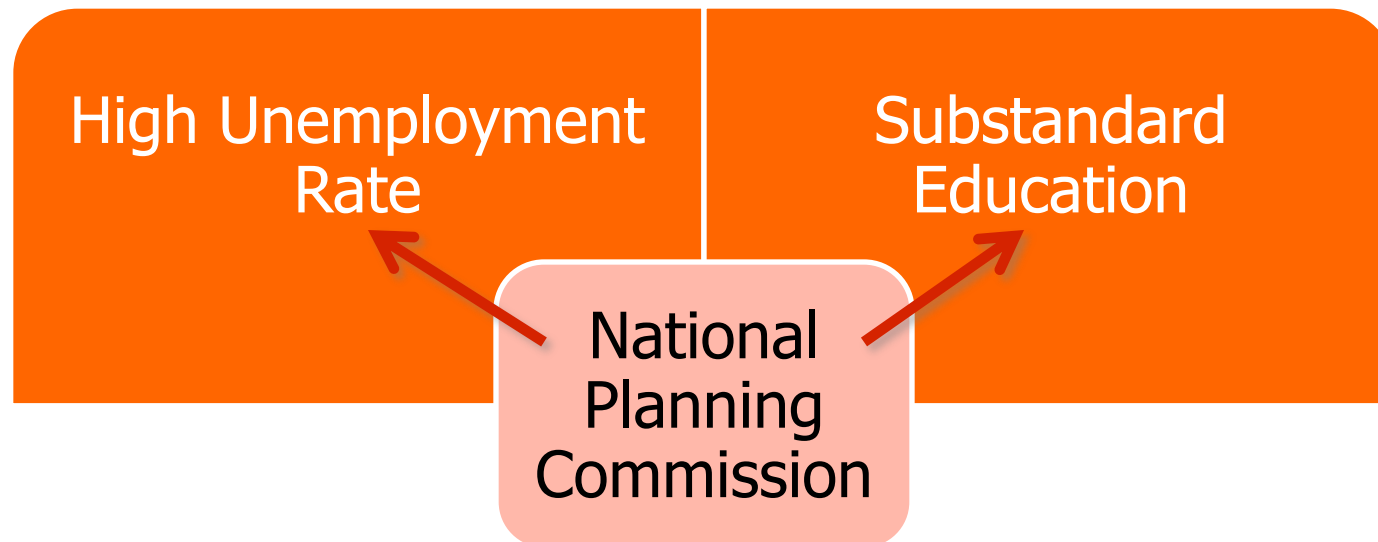 High Unemployment
Rate
Substandard
Education
National
Planning
Commission